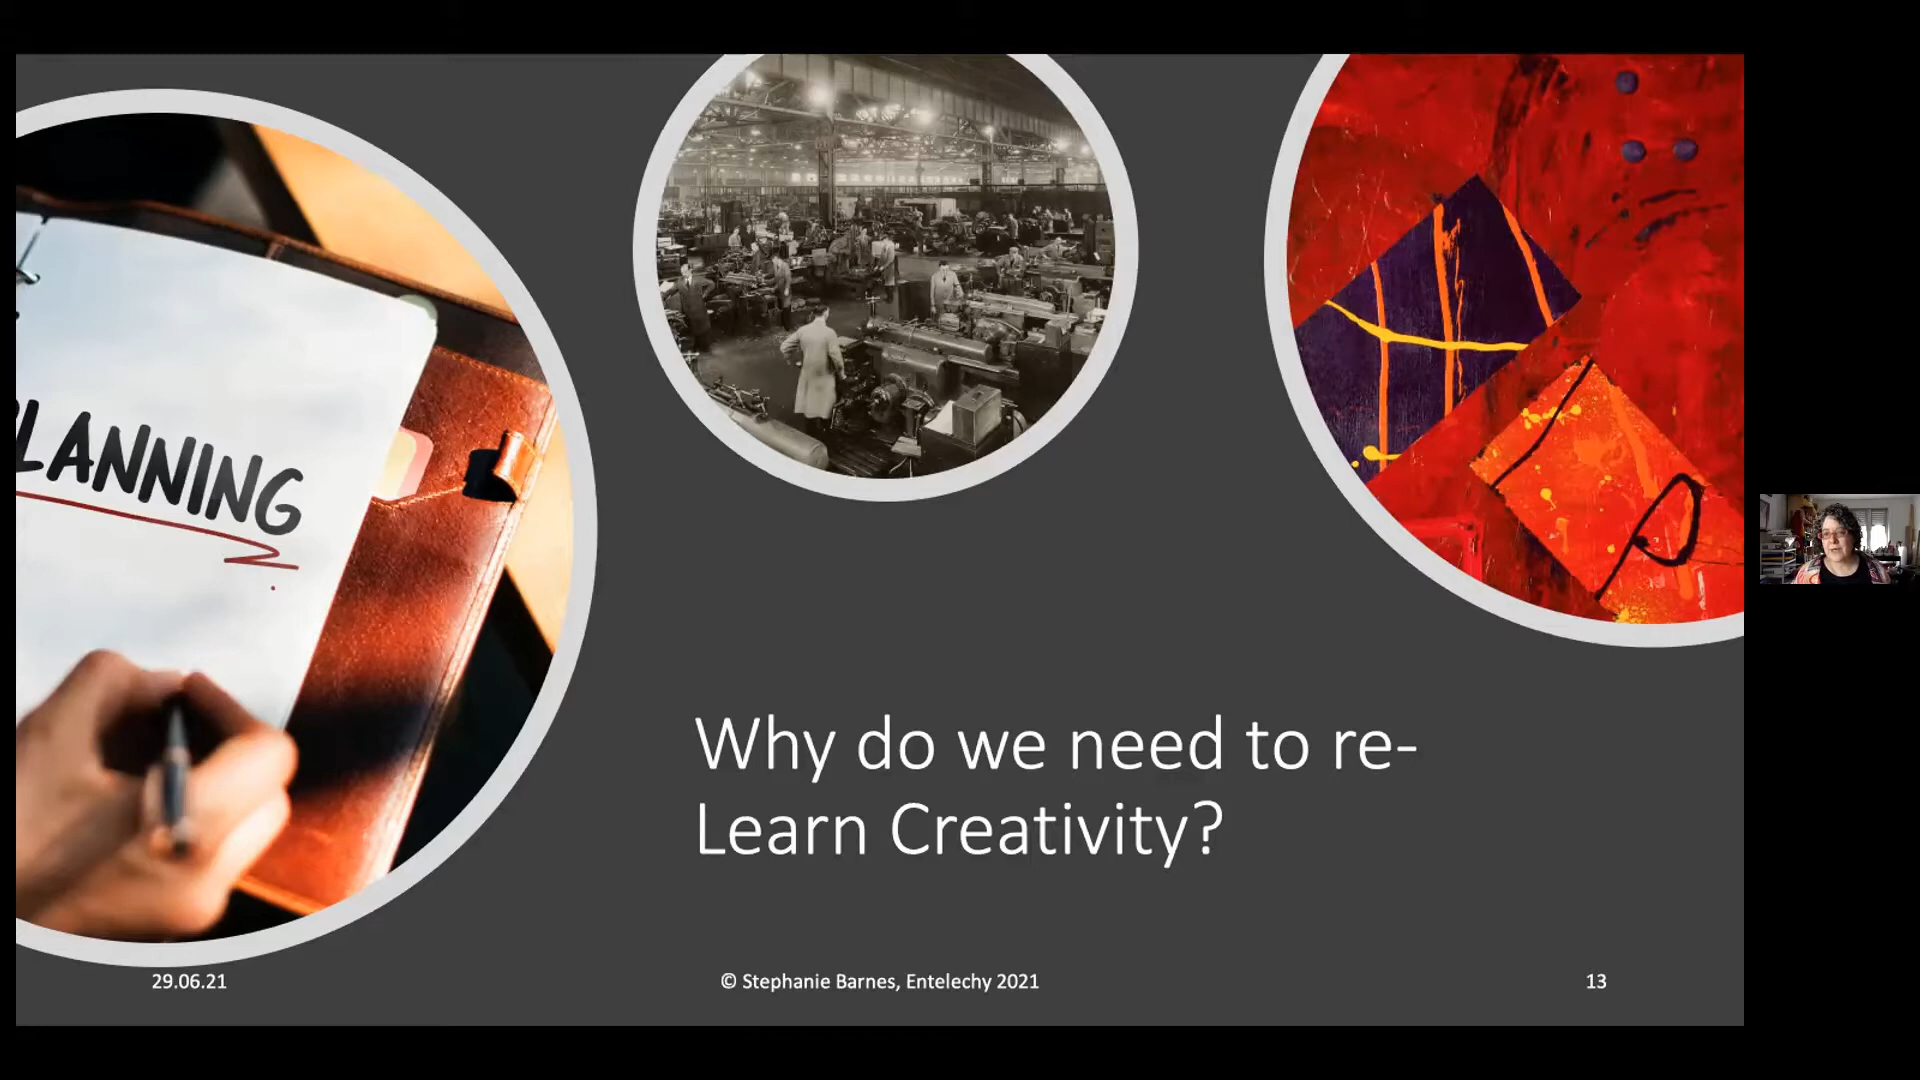 LANNING
Why do we need to re-
Learn Creativity?
29.06.21
© Stephanie Barnes, Entelechy 2021
13